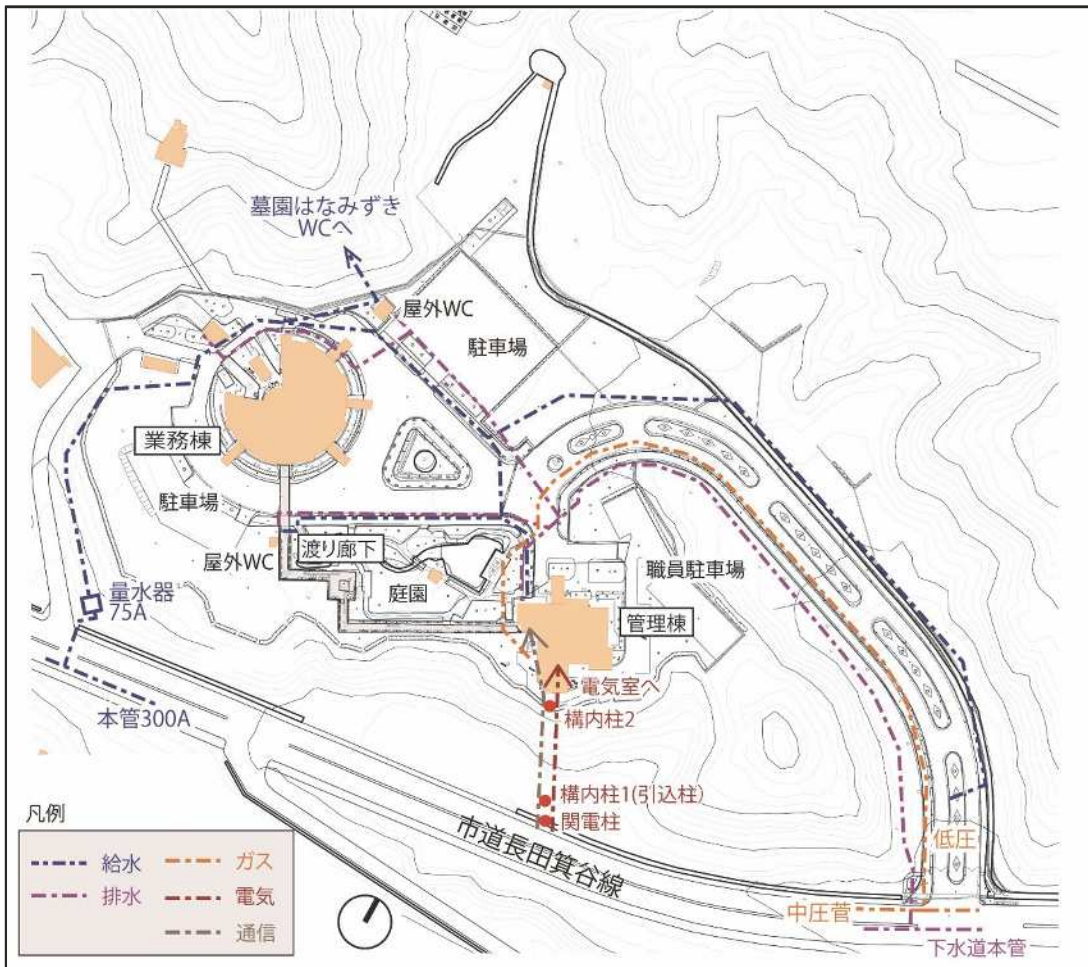 墓園はなみずき
WCへ
屋外WC
駐車場
業務棟
駐車場
屋外WC
渡り廊下
庭園
職員駐車場
管理棟
量水器
75A
本管300A
電気室へ
構内柱2
構内柱1(引込柱)
関電柱
市道長田箕谷線
低圧
中圧菅
下水道本管
凡例
給水
ガス
排水
電気
通信